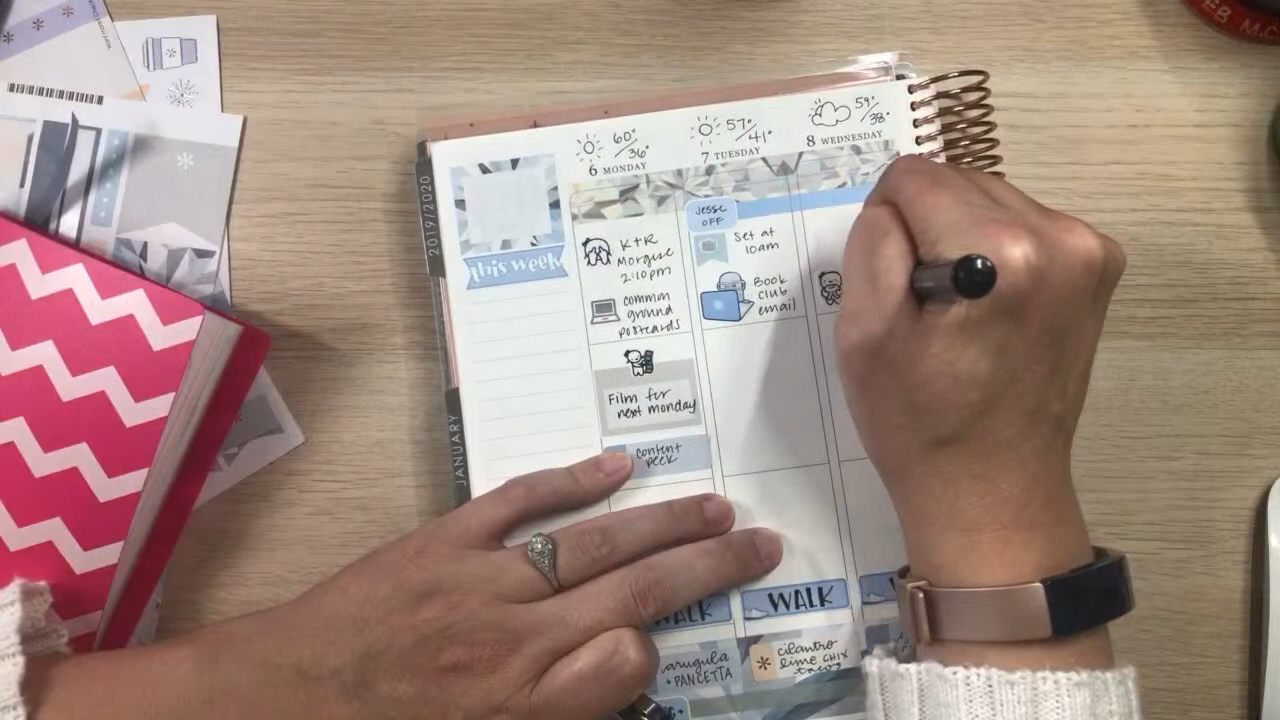 EB M.C
60°/36°
57°/41°
59°/38°
6 MONDAY
7 TUESDAY
8 WEDNESDAY
2019/2020
JANUARY
this week
K+R
2:10pm
common
ground
postcards
Film for
next monday
content
peek
Jesse
OFF
Set at
10am
Book
club
email
WALK
WALK
arugula
+ PANCETTA
cilantro
lime CHIX
tacos